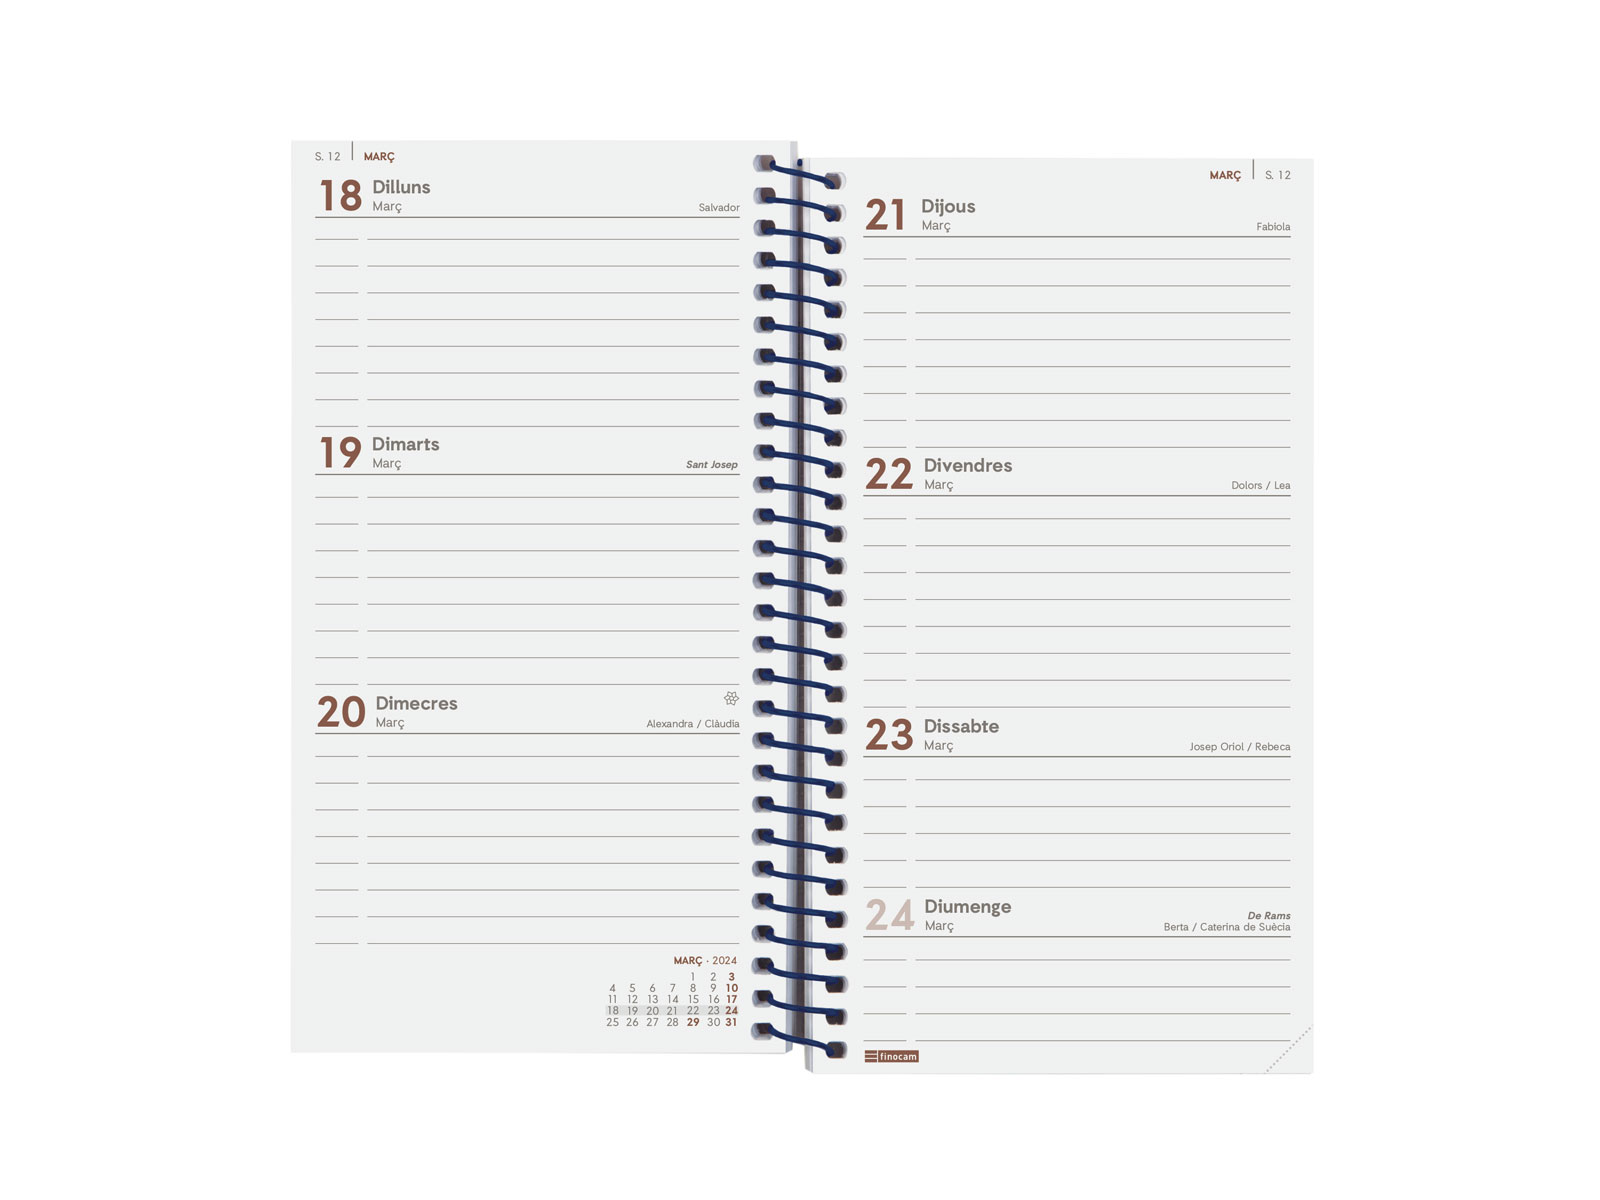 S. 12 MARÇ
18 Dilluns
Març Salvador
19 Dimarts
Març Sant Josep
20 Dimecres
Març Alexandra / Clàudia
MARÇ · 2024
1 2 3
4 5 6 7 8 9 10
11 12 13 14 15 16 17
18 19 20 21 22 23 24
25 26 27 28 29 30 31
MARÇ S. 12
21 Dijous
Març Fabiola
22 Divendres
Març Dolors / Lea
23 Dissabte
Març Josep Oriol / Rebeca
24 Diumenge
De Rams
Març Berta / Caterina de Suècia
finocam